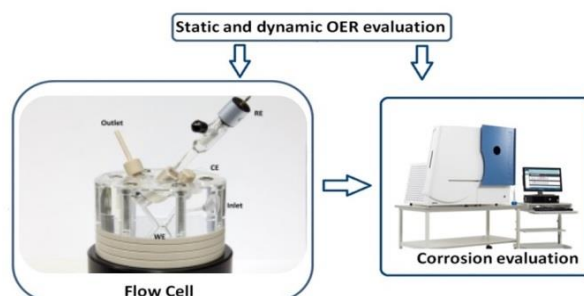 Static and dynamic OER evaluation
Outlet
RE
CE
Inlet
WE
Flow Cell
Corrosion evaluation